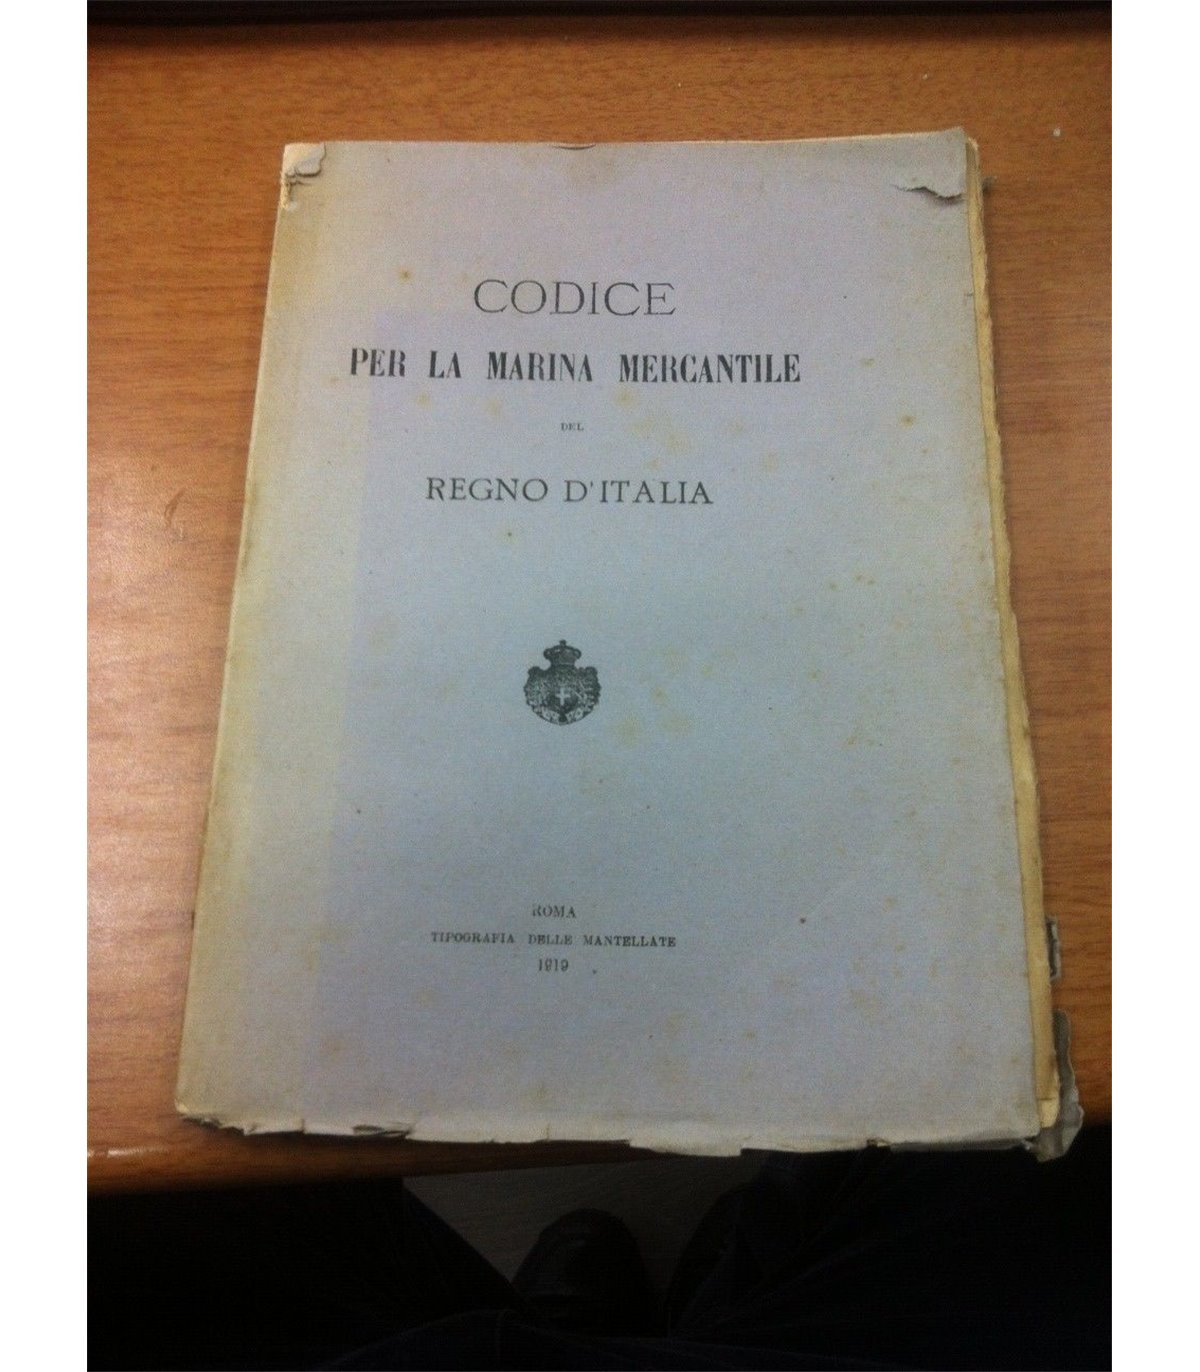 CODICE
PER LA MARINA MERCANTILE
DEL
REGNO D'ITALIA
ROMA
TIPOGRAFIA DELLE MANTELLATE
1919